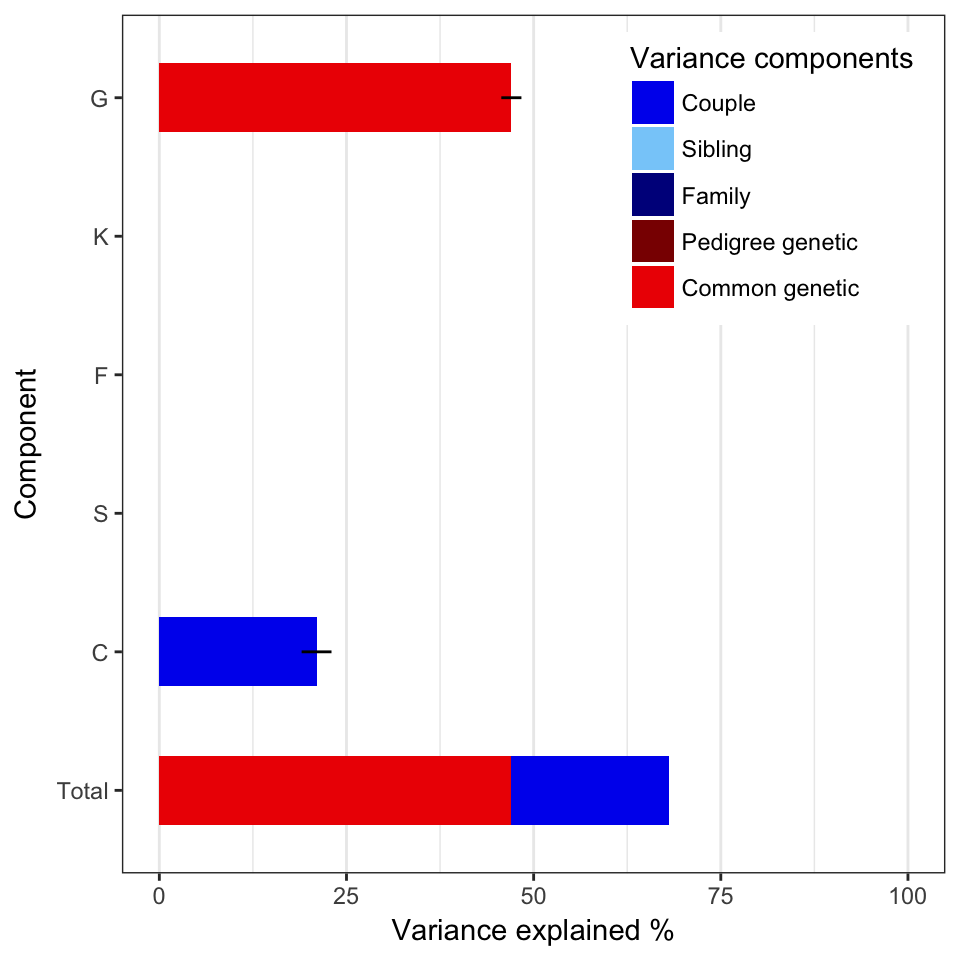 Variance components
Couple
Sibling
Family
Pedigree genetic
Common genetic
G
K
F
S
C
Total
Component
0 25 50 75 100
Variance explained %